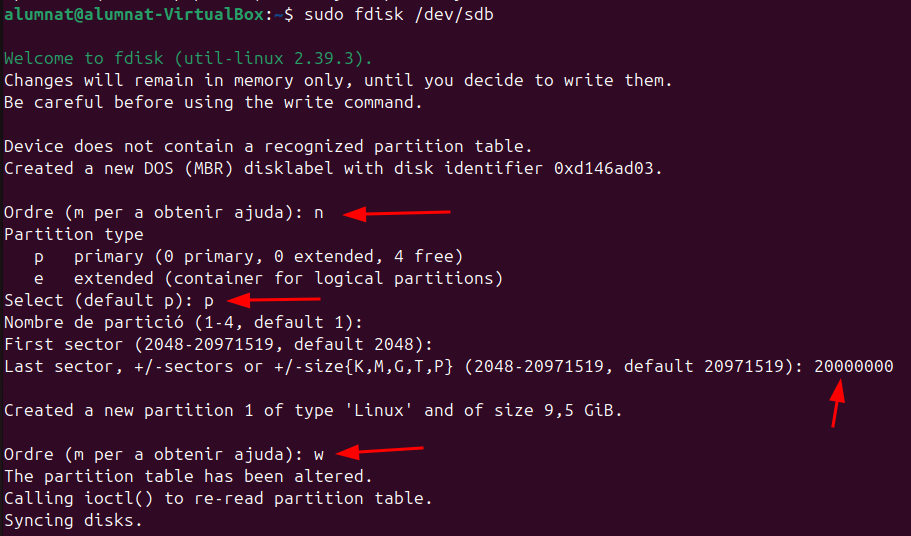 alumnat@alumnat-VirtualBox:~$ sudo fdisk /dev/sdb
Welcome to fdisk (util-linux 2.39.3).
Changes will remain in memory only, until you decide to write them.
Be careful before using the write command.
Device does not contain a recognized partition table.
Created a new DOS (MBR) disklabel with disk identifier 0xd146ad03.
Ordre (m per a obtenir ajuda): n
Partition type
   p   primary (0 primary, 0 extended, 4 free)
   e   extended (container for logical partitions)
Select (default p): p
Nombre de partició (1-4, default 1):
First sector (2048-20971519, default 2048):
Last sector, +/-sectors or +/-size{K,M,G,T,P} (2048-20971519, default 20971519): 20000000
Created a new partition 1 of type 'Linux' and of size 9,5 GiB.
Ordre (m per a obtenir ajuda): w
The partition table has been altered.
Calling ioctl() to re-read partition table.
Syncing disks.